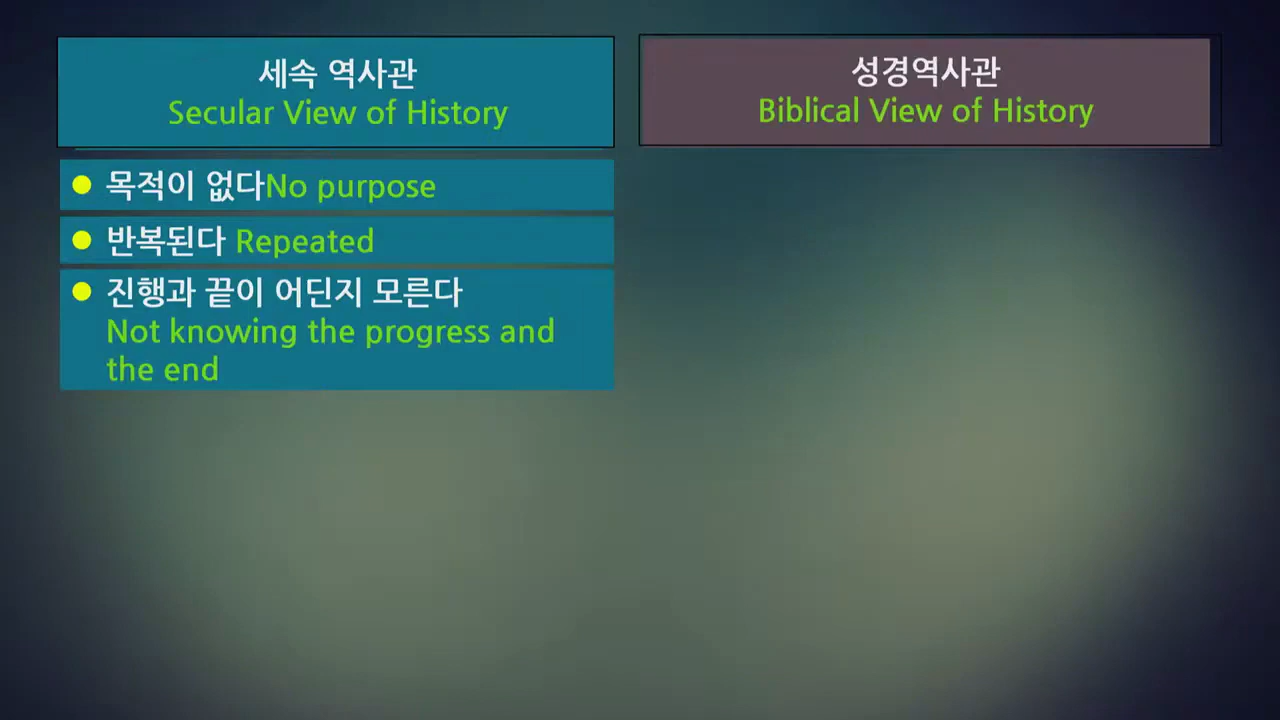 세속 역사관
Secular View of History
성경역사관
Biblical View of History
목적이 없다No purpose
반복된다 Repeated
진행과 끝이 어딘지 모른다
Not knowing the progress and
the end